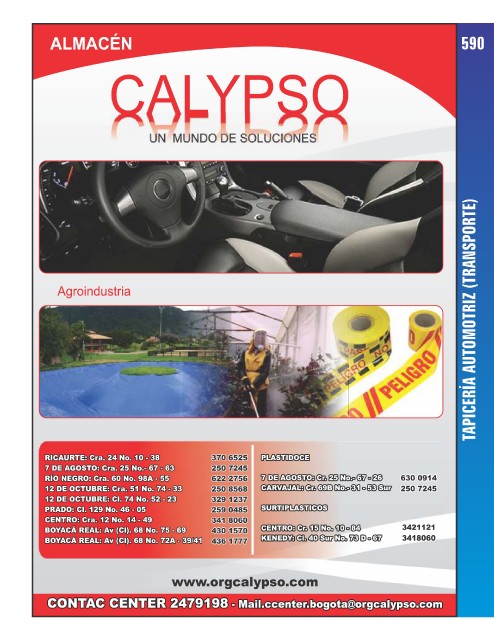 ALMACÉN
590
CALYPSO
UN MUNDO DE SOLUCIONES
TAPICERÍA AUTOMOTRIZ (TRANSPORTE)
Agroindustria
PELIGRO NO
PELIGRO
RICAURTE: Cra. 24 No. 10 - 38 370 6525
7 DE AGOSTO: Cra. 25 No.- 67 - 63 250 7245
RÍO NEGRO: Cra. 60 No. 98A - 55 622 2756
12 DE OCTUBRE: Cra. 51 No. 74 - 33 250 8568
12 DE OCTUBRE: Cl. 74 No. 52 - 23 329 1237
PRADO: Cl. 129 No. 46 - 05 259 0485
CENTRO: Cra. 12 No. 14 - 49 341 8060
BOYACÁ REAL: Av (Cl). 68 No. 75 - 69 430 1570
BOYACÁ REAL: Av (Cl). 68 No. 72A - 39/41 436 1777
PLASTIDOCE
7 DE AGOSTO: Cr. 25 No.- 67 - 26 630 0914
CARVAJAL: Cr. 69B No.- 31 - 53 Sur 250 7245
SURTIPLASTICOS
CENTRO: Cr. 15 No. 10 - 84 3421121
KENEDY: Cl. 40 Sur No. 73 D - 67 3418060
www.orgcalypso.com
CONTAC CENTER 2479198 - Mail.ccenter.bogota@orgcalypso.com